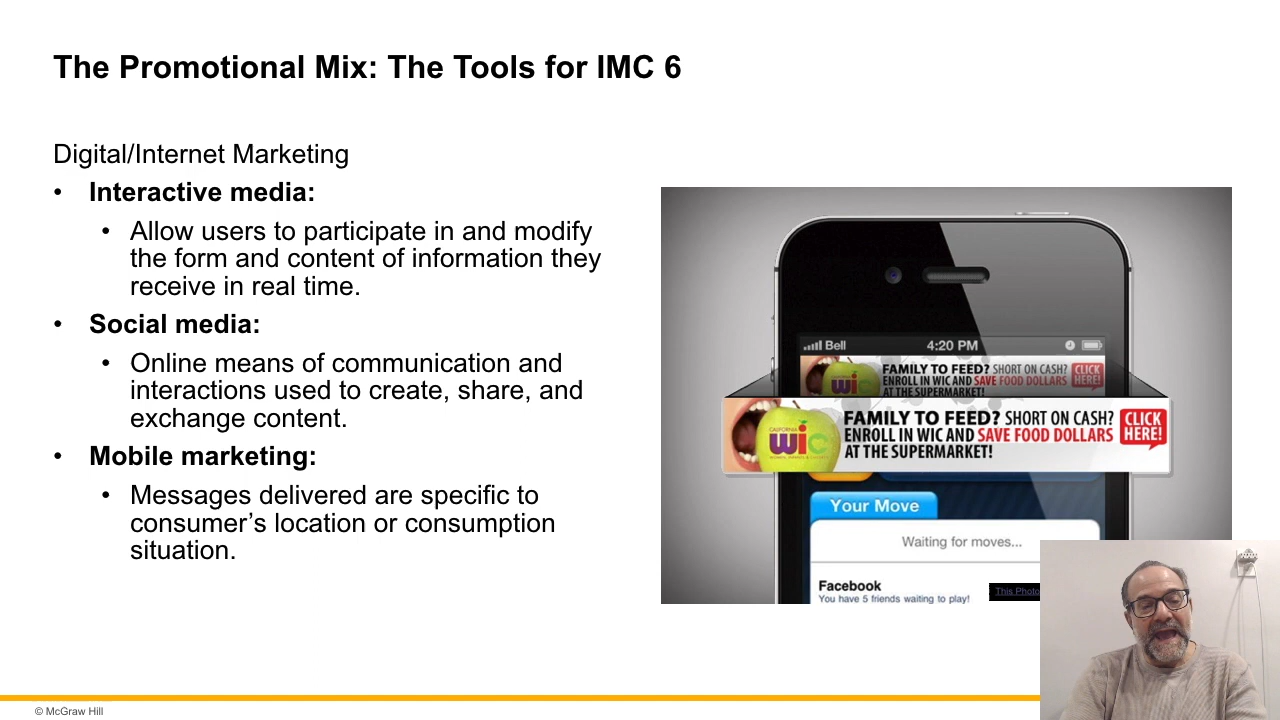 The Promotional Mix: The Tools for IMC 6
Digital/Internet Marketing
• Interactive media:
• Allow users to participate in and modify
the form and content of information they
receive in real time.
• Social media:
• Online means of communication and
interactions used to create, share, and
exchange content.
• Mobile marketing:
• Messages delivered are specific to
consumer’s location or consumption
situation.
Bell 4:20 PM
FAMILY TO FEED? SHORT ON CASH?
ENROLL IN WIC AND SAVE FOOD DOLLARS
AT THE SUPERMARKET!
CLICK
HERE!
wic
CALIFORNIA
wic
FAMILY TO FEED? SHORT ON CASH?
ENROLL IN WIC AND SAVE FOOD DOLLARS
AT THE SUPERMARKET!
CLICK
HERE!
Your Move
Waiting for moves...
Facebook
You have 5 friends waiting to play!
This Photo
© McGraw Hill